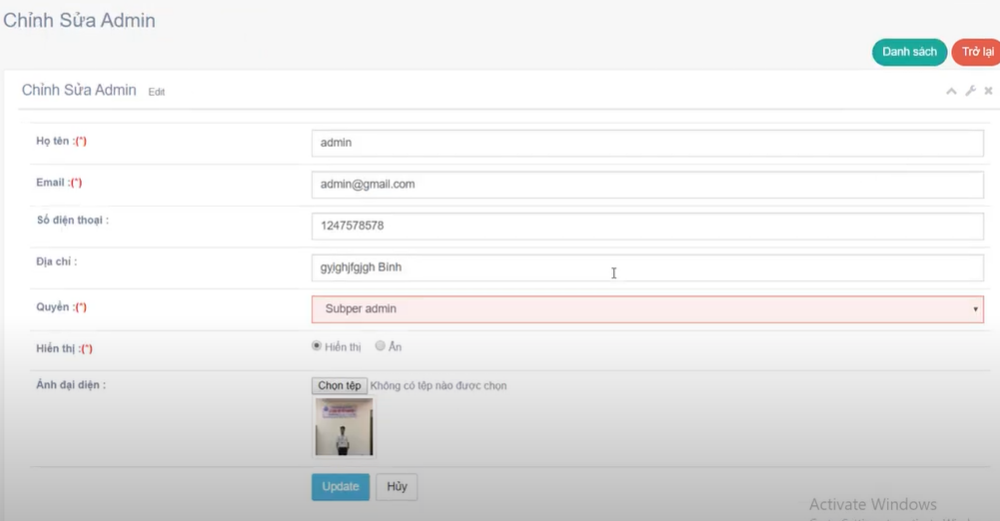 Chỉnh Sửa Admin
Danh sách
Trở lại
Chỉnh Sửa Admin Edit
Họ tên :(*)
admin
Email :(*)
admin@gmail.com
Số điện thoại :
1247578578
Địa chỉ :
gyjghjfgjgh Bình
Quyền :(*)
Subper admin
Hiển thị :(*)
Hiển thị
Ẩn
Ảnh đại diện :
Chọn tệp Không có tệp nào được chọn
Update
Hủy
Activate Windows